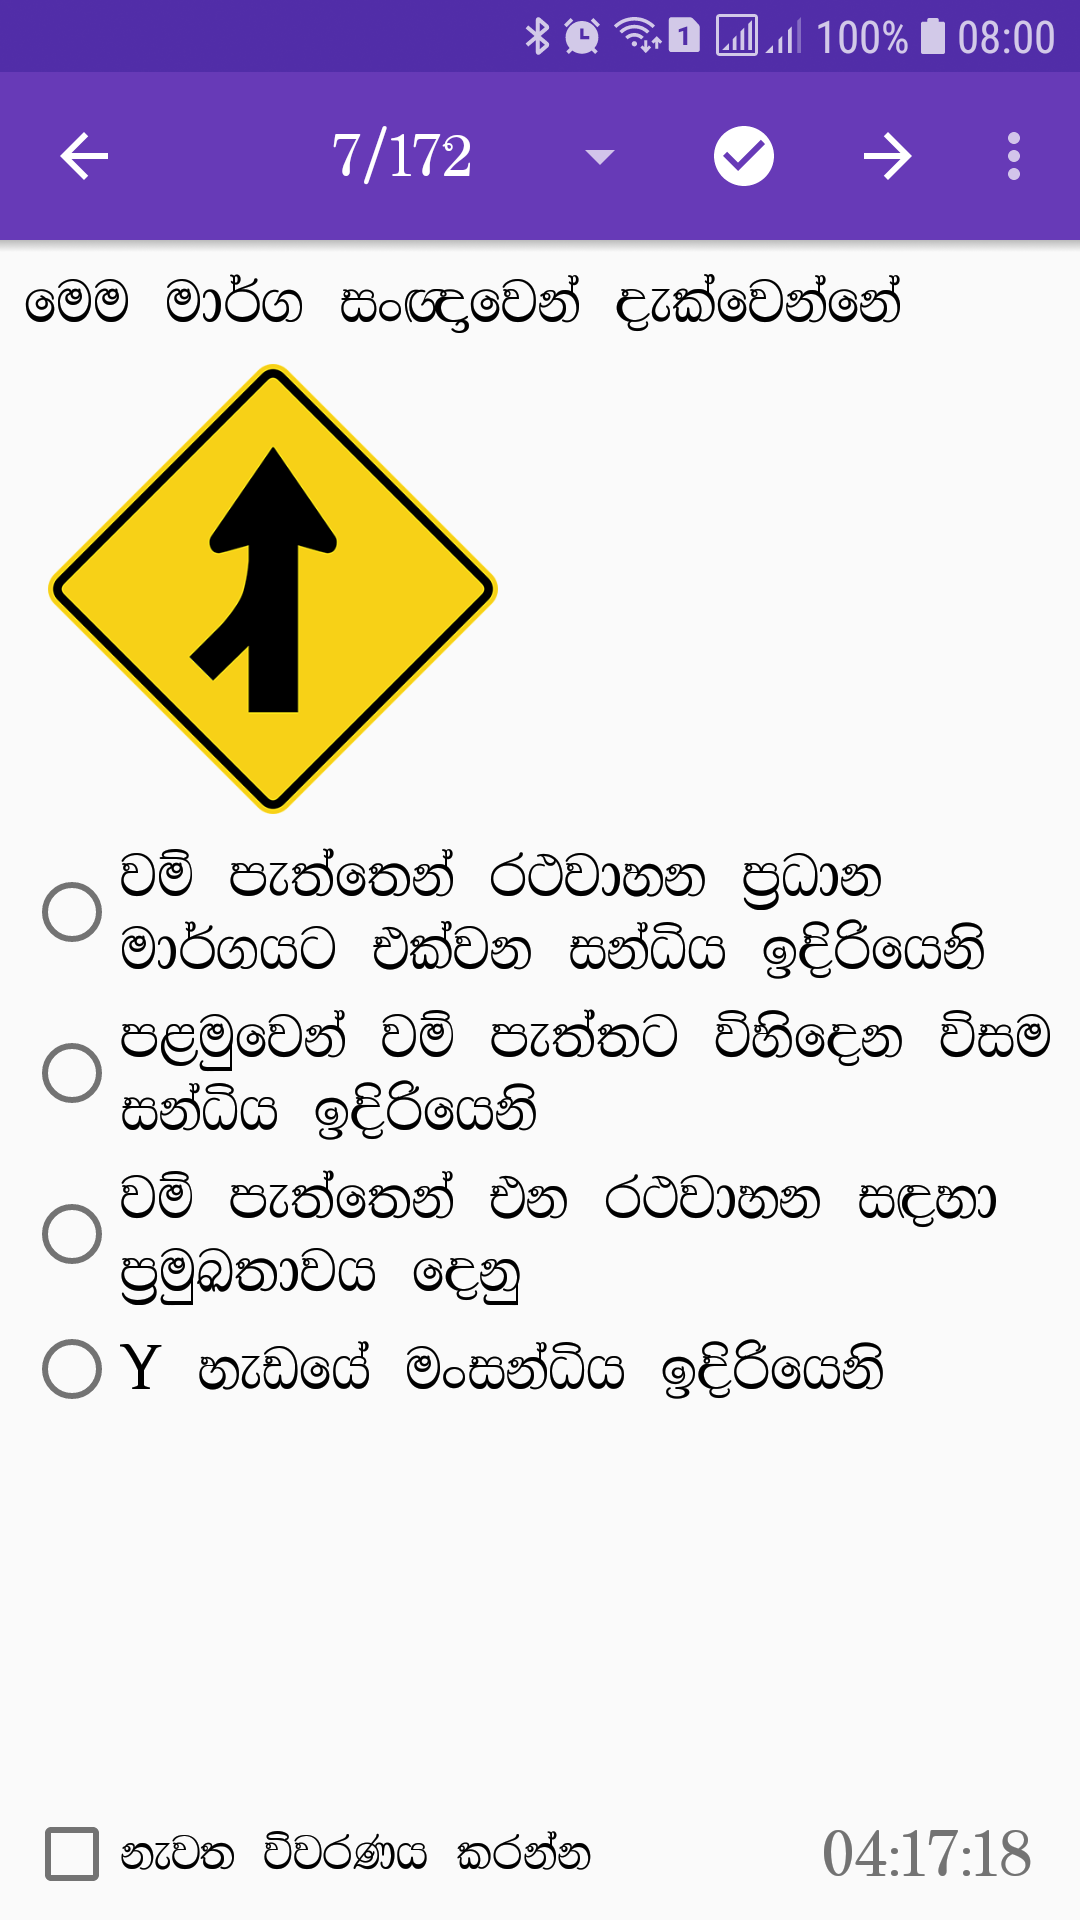 100% 08:00
7/172
මෙම මාර්ග සංඥාවෙන් දැක්වෙන්නේ
වම් පැත්තෙන් රථවාහන ප්‍රධාන
මාර්ගයට එක්වන සන්ධිය ඉදිරියෙනි
පළමුවෙන් වම් පැත්තට විහිදෙන විසම
සන්ධිය ඉදිරියෙනි
වම් පැත්තෙන් එන රථවාහන සඳහා
ප්‍රමුඛතාවය දෙනු
Y හැඩයේ මංසන්ධිය ඉදිරියෙනි
නැවත විවරණය කරන්න 04:17:18